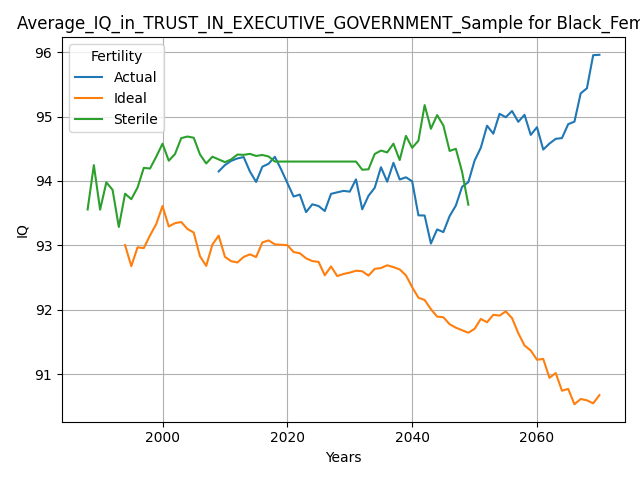 Average_IQ_in_TRUST_IN_EXECUTIVE_GOVERNMENT_Sample for Black_Fem
Fertility
Actual
Ideal
Sterile
96
95
94
93
92
91
IQ
2000 2020 2040 2060
Years